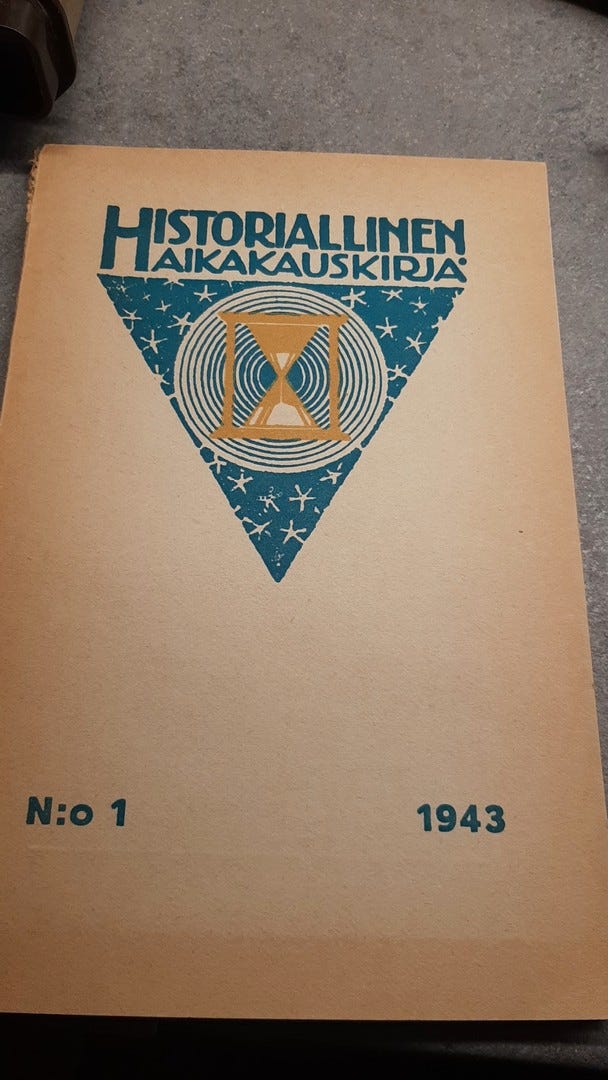 HISTORIALLINEN
AIKAKAUSKIRJA
N:o 1
1943